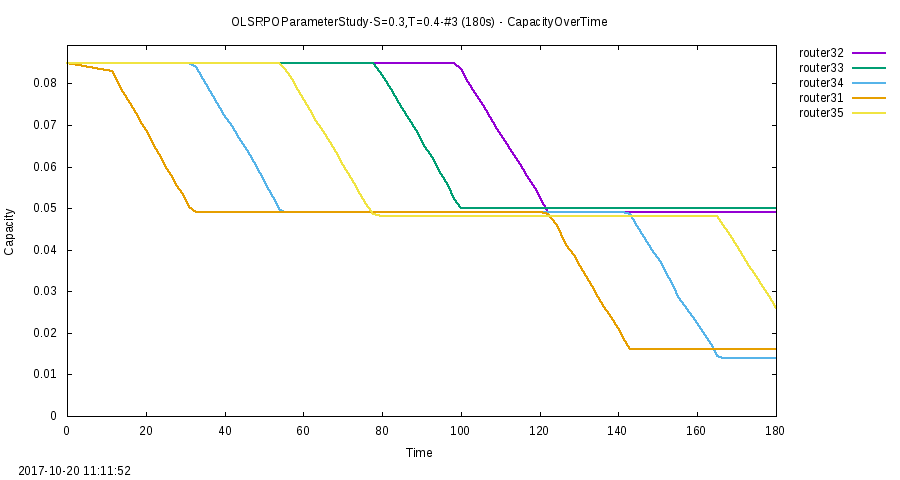 OLSRPOParameterStudy-S=0.3,T=0.4-#3 (180s) - CapacityOverTime
router32
router33
router34
router31
router35
0.08
0.07
0.06
0.05
0.04
0.03
0.02
0.01
0
Capacity
0 20 40 60 80 100 120 140 160 180
Time
2017-10-20 11:11:52